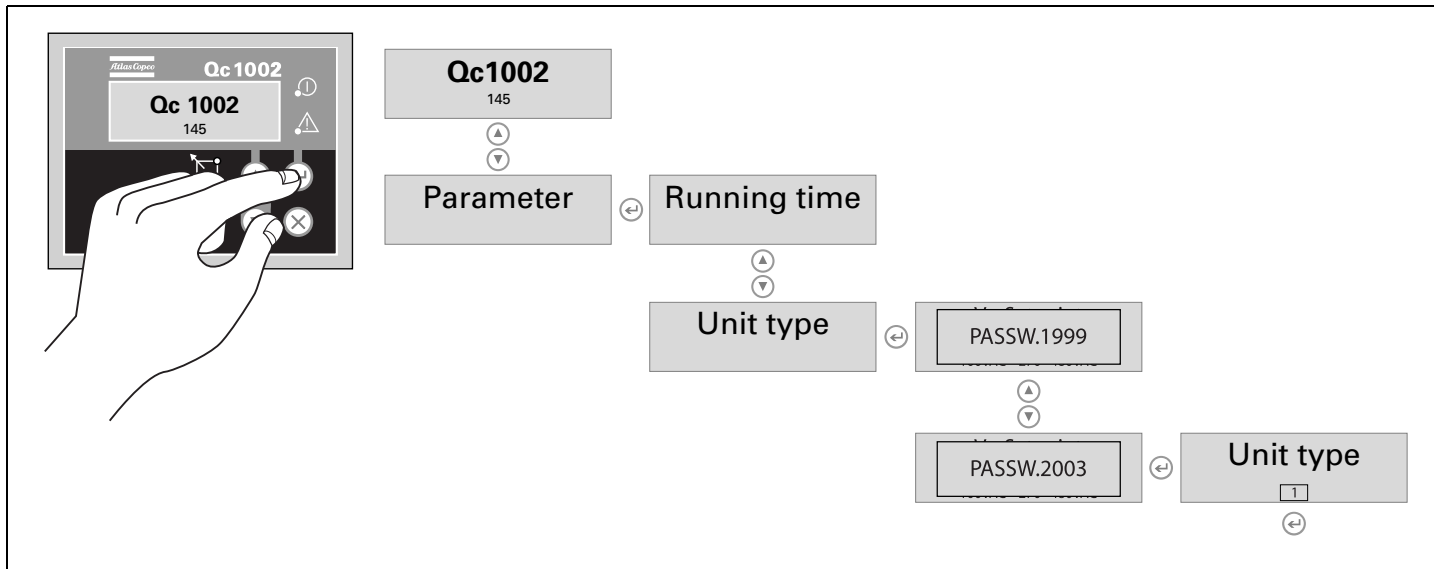 Atlas Copco
Qc1002
Qc 1002
145
Qc1002
145
Parameter
Running time
Unit type
PASSW.1999
PASSW.2003
Unit type
1